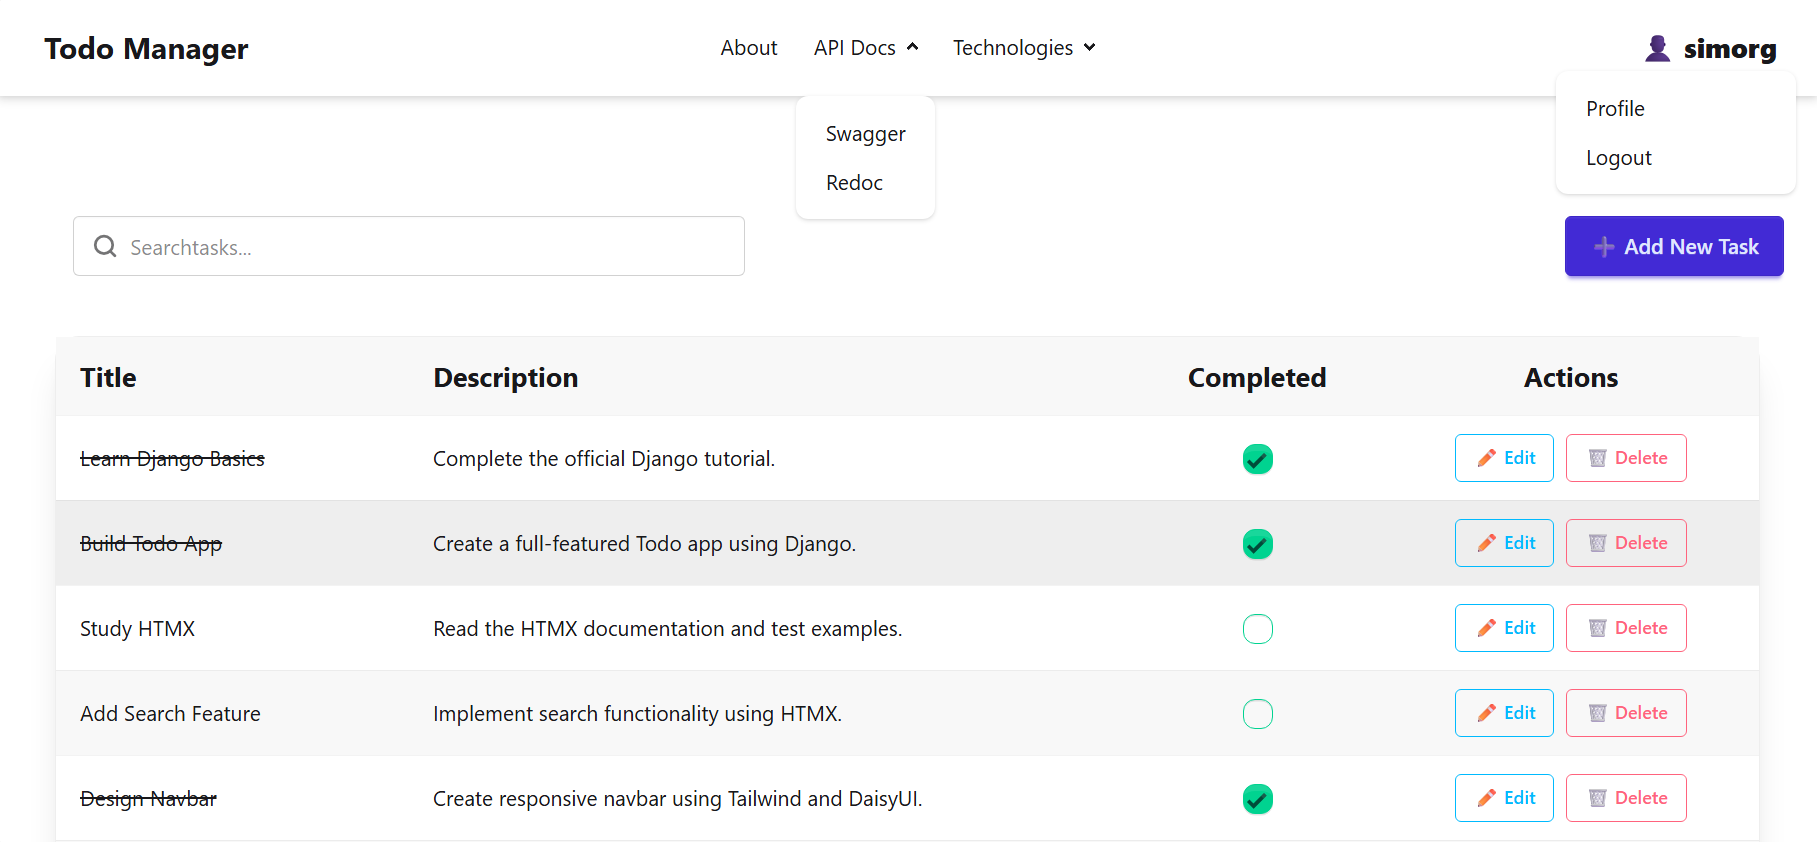 Todo Manager
About
API Docs
Technologies
simorg
Profile
Logout
Swagger
Redoc
Searchtasks...
Add New Task
Title Description Completed Actions
Learn Django Basics Complete the official Django tutorial. Edit Delete
Build Todo App Create a full-featured Todo app using Django. Edit Delete
Study HTMX Read the HTMX documentation and test examples. Edit Delete
Add Search Feature Implement search functionality using HTMX. Edit Delete
Design Navbar Create responsive navbar using Tailwind and DaisyUI. Edit Delete